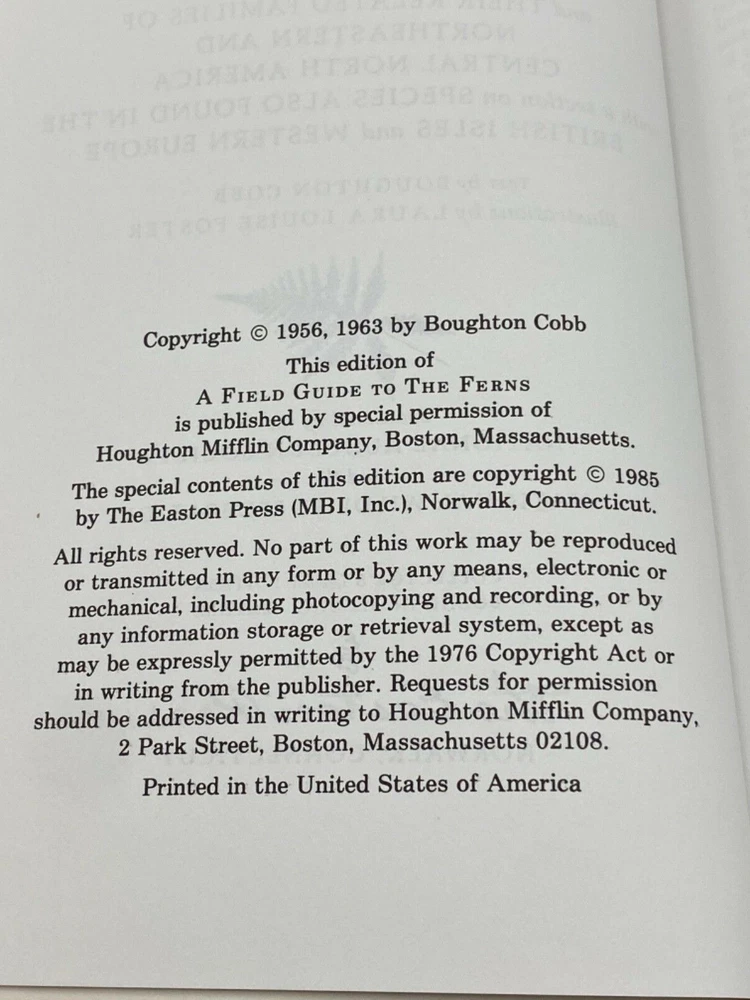 Copyright © 1956, 1963 by Boughton Cobb
This edition of
A FIELD GUIDE TO THE FERNS
is published by special permission of
Houghton Mifflin Company, Boston, Massachusetts.
The special contents of this edition are copyright © 1985
by The Easton Press (MBI, Inc.), Norwalk, Connecticut.
All rights reserved. No part of this work may be reproduced
or transmitted in any form or by any means, electronic or
mechanical, including photocopying and recording, or by
any information storage or retrieval system, except as
may be expressly permitted by the 1976 Copyright Act or
in writing from the publisher. Requests for permission
should be addressed in writing to Houghton Mifflin Company,
2 Park Street, Boston, Massachusetts 02108.
Printed in the United States of America